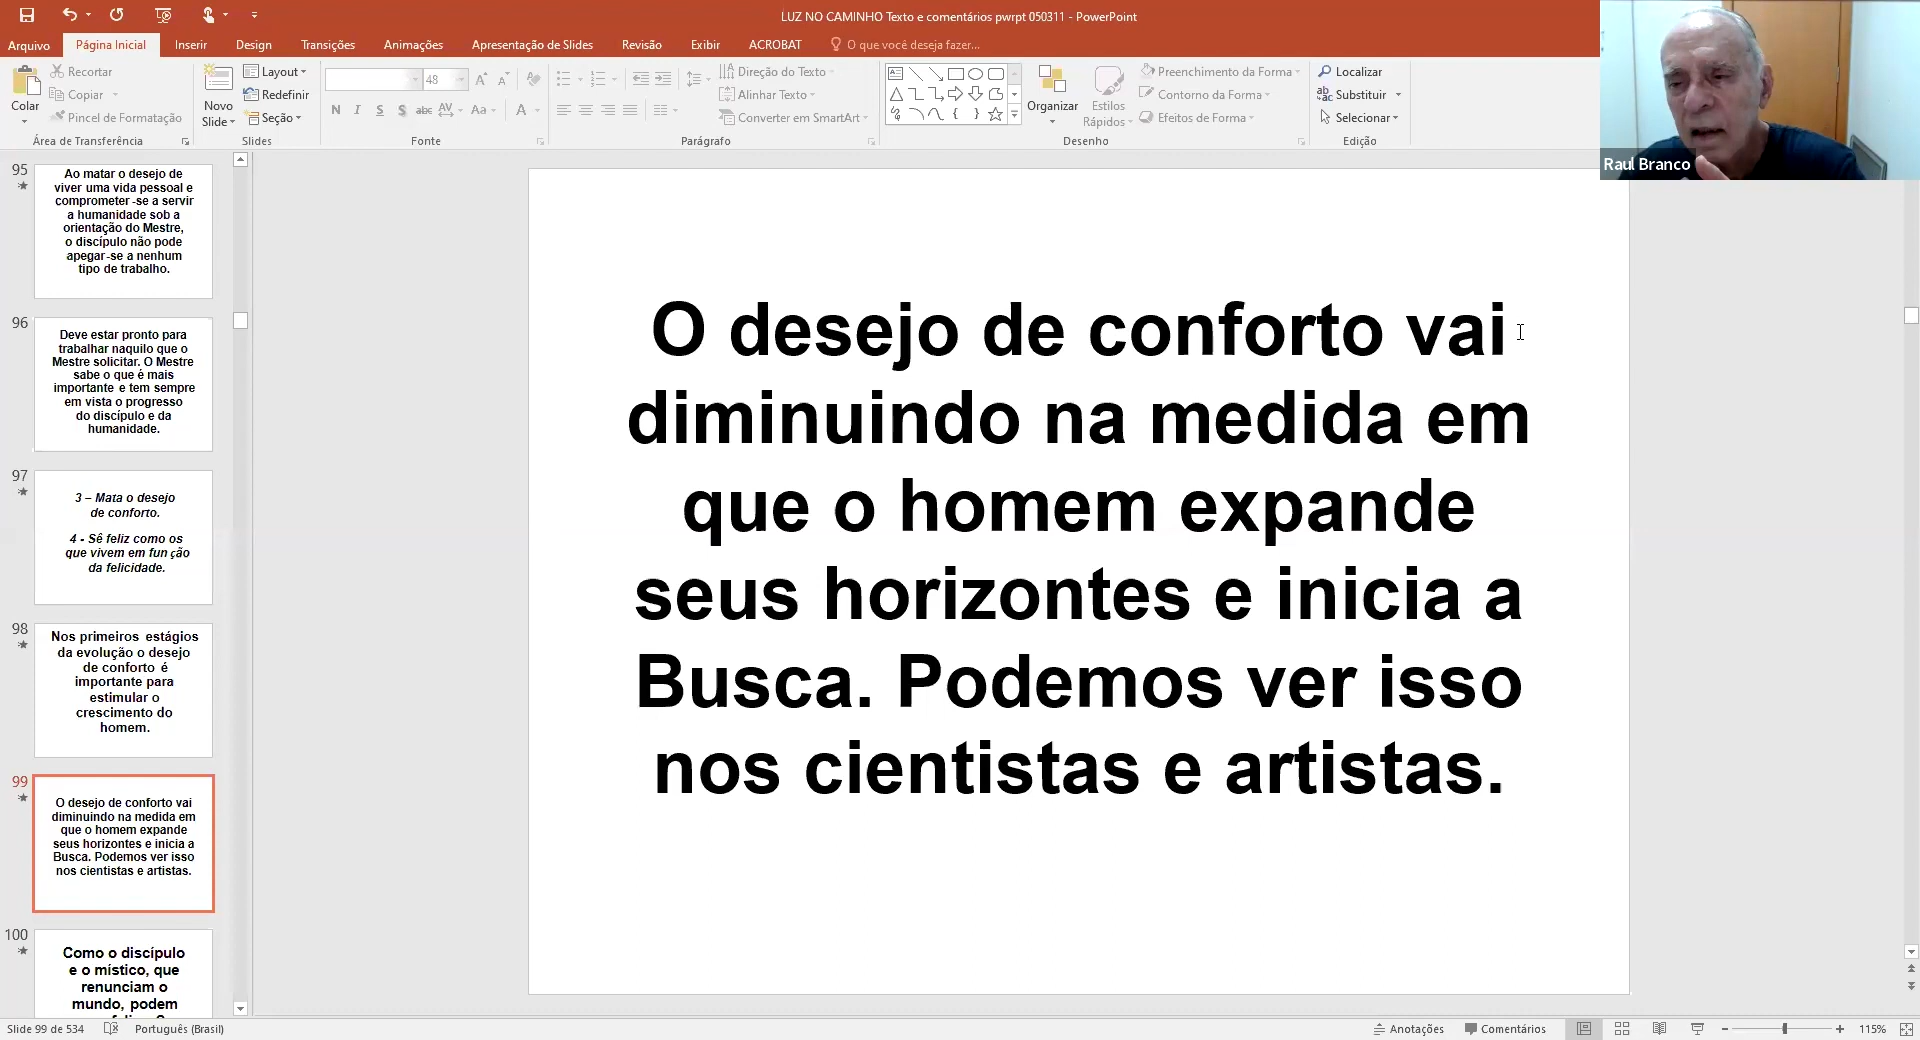 LUZ NO CAMINHO Texto e comentários pwrpt 050311 - PowerPoint
Arquivo Página Inicial Inserir Design Transições Animações Apresentação de Slides Revisão Exibir ACROBAT O que você deseja fazer...
Colar
Recortar
Copiar
Pincel de Formatação
Área de Transferência
Novo
Slide
Layout
Redefinir
Seção
Slides
48
N I S S abc AV Aa A
Fonte
Direção do Texto
Alinhar Texto
Converter em SmartArt
Parágrafo
Organizar
Estilos
Rápidos
Preenchimento da Forma
Contorno da Forma
Efeitos de Forma
Desenho
Localizar
Substituir
Selecionar
Edição
Raul Branco
95
Ao matar o desejo de
viver uma vida pessoal e
comprometer-se a servir
a humanidade sob a
orientação do Mestre,
o discípulo não pode
apegar-se a nenhum
tipo de trabalho.
96
Deve estar pronto para
trabalhar naquilo que o
Mestre solicitar. O Mestre
sabe o que é mais
importante e tem sempre
em vista o progresso
do discípulo e da
humanidade.
97
3 – Mata o desejo
de conforto.
4 - Sê feliz como os
que vivem em função
da felicidade.
98
Nos primeiros estágios
da evolução o desejo
de conforto é
importante para
estimular o
crescimento do
homem.
99
O desejo de conforto vai
diminuindo na medida em
que o homem expande
seus horizontes e inicia a
Busca. Podemos ver isso
nos cientistas e artistas.
100
Como o discípulo
e o místico, que
renunciam o
mundo, podem
O desejo de conforto vai
diminuindo na medida em
que o homem expande
seus horizontes e inicia a
Busca. Podemos ver isso
nos cientistas e artistas.
Slide 99 de 534 Português (Brasil) Anotações Comentários 115%